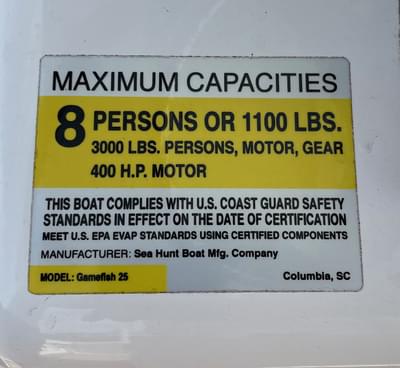 MAXIMUM CAPACITIES
8 PERSONS OR 1100 LBS.
3000 LBS. PERSONS, MOTOR, GEAR
400 H.P. MOTOR
THIS BOAT COMPLIES WITH U.S. COAST GUARD SAFETY
STANDARDS IN EFFECT ON THE DATE OF CERTIFICATION
MEET U.S. EPA EVAP STANDARDS USING CERTIFIED COMPONENTS
MANUFACTURER: Sea Hunt Boat Mfg. Company
MODEL: Gamefish 25 Columbia, SC